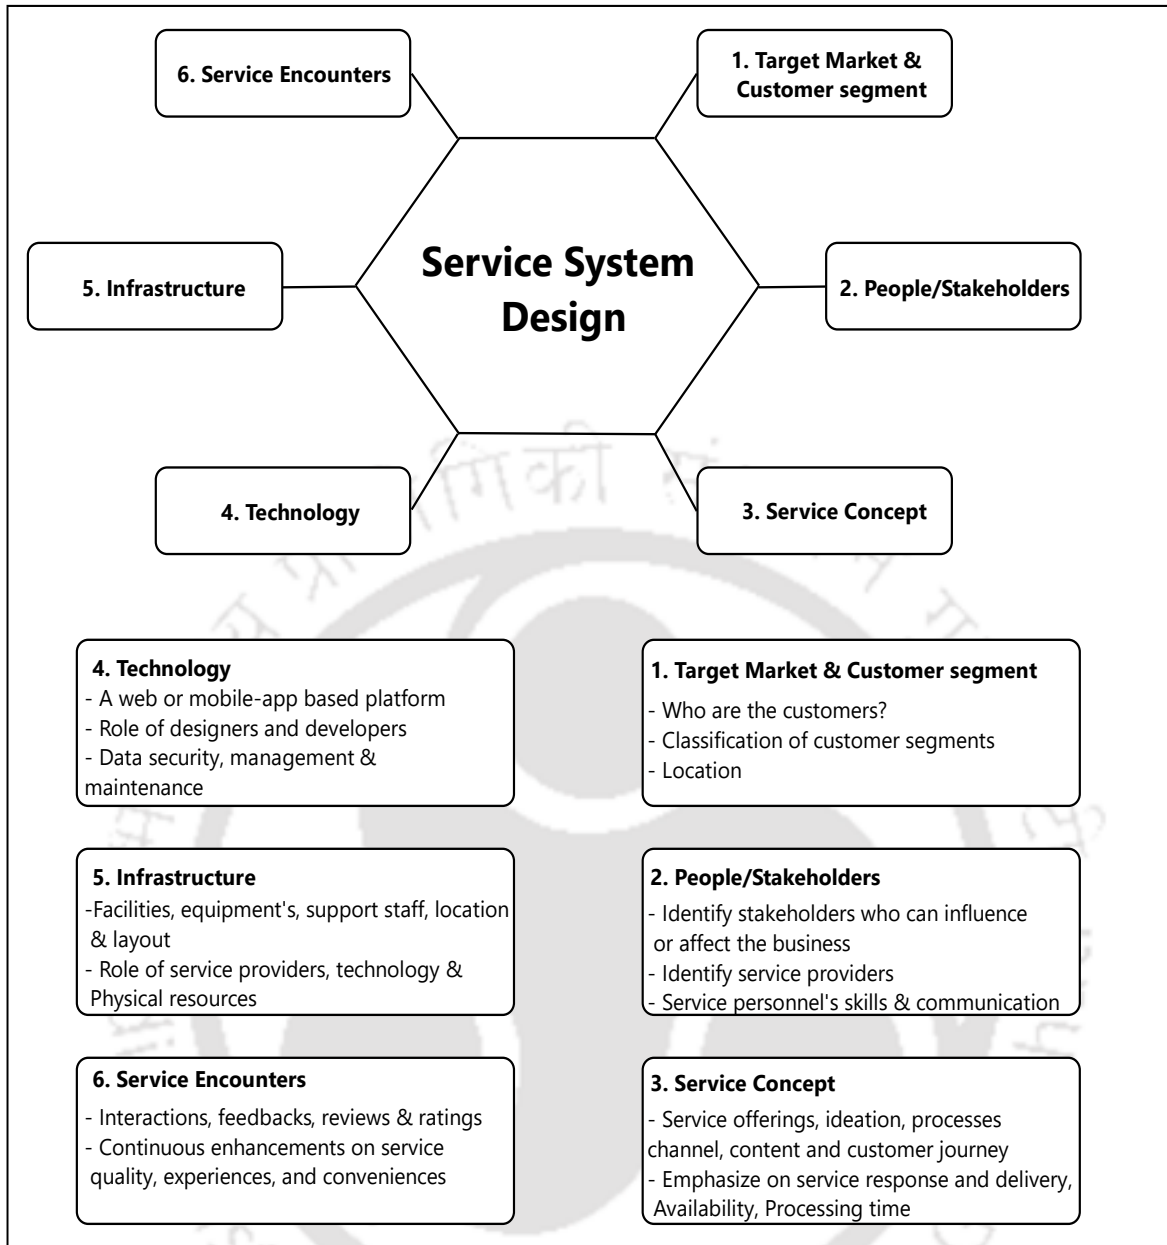 6. Service Encounters
1. Target Market &
Customer segment
Service System
Design
5. Infrastructure
2. People/Stakeholders
4. Technology
3. Service Concept
4. Technology
- A web or mobile-app based platform
- Role of designers and developers
- Data security, management &
maintenance
1. Target Market & Customer segment
- Who are the customers?
- Classification of customer segments
- Location
5. Infrastructure
-Facilities, equipment's, support staff, location
& layout
- Role of service providers, technology &
Physical resources
2. People/Stakeholders
- Identify stakeholders who can influence
or affect the business
- Identify service providers
- Service personnel's skills & communication
6. Service Encounters
- Interactions, feedbacks, reviews & ratings
- Continuous enhancements on service
quality, experiences, and conveniences
3. Service Concept
- Service offerings, ideation, processes
channel, content and customer journey
- Emphasize on service response and delivery,
Availability, Processing time